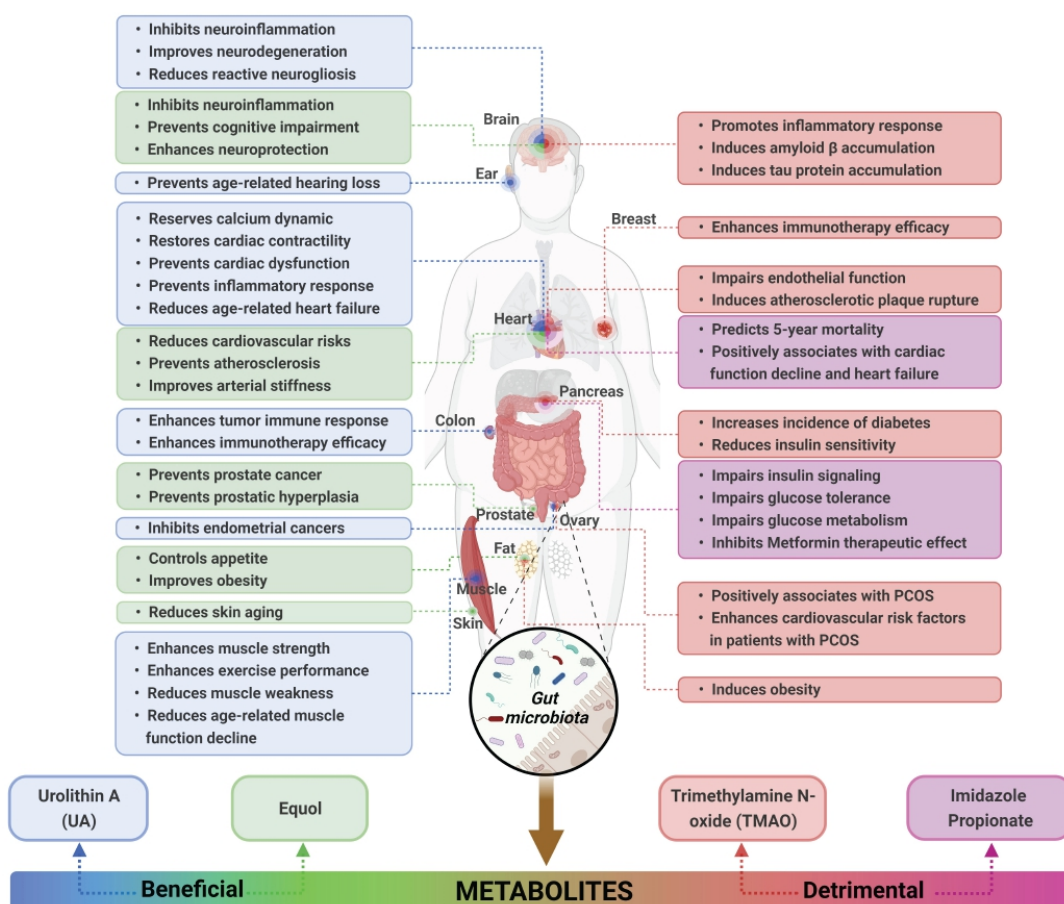 • Inhibits neuroinflammation
• Improves neurodegeneration
• Reduces reactive neurogliosis
• Inhibits neuroinflammation
• Prevents cognitive impairment
• Enhances neuroprotection
• Prevents age-related hearing loss
• Reserves calcium dynamic
• Restores cardiac contractility
• Prevents cardiac dysfunction
• Prevents inflammatory response
• Reduces age-related heart failure
• Reduces cardiovascular risks
• Prevents atherosclerosis
• Improves arterial stiffness
• Enhances tumor immune response
• Enhances immunotherapy efficacy
• Prevents prostate cancer
• Prevents prostatic hyperplasia
• Inhibits endometrial cancers
• Controls appetite
• Improves obesity
• Reduces skin aging
• Enhances muscle strength
• Enhances exercise performance
• Reduces muscle weakness
• Reduces age-related muscle
function decline
Brain
Ear
Breast
Heart
Pancreas
Colon
Prostate
Ovary
Fat
Muscle
Skin
Gut
microbiota
• Promotes inflammatory response
• Induces amyloid β accumulation
• Induces tau protein accumulation
• Enhances immunotherapy efficacy
• Impairs endothelial function
• Induces atherosclerotic plaque rupture
• Predicts 5-year mortality
• Positively associates with cardiac
function decline and heart failure
• Increases incidence of diabetes
• Reduces insulin sensitivity
• Impairs insulin signaling
• Impairs glucose tolerance
• Impairs glucose metabolism
• Inhibits Metformin therapeutic effect
• Positively associates with PCOS
• Enhances cardiovascular risk factors
in patients with PCOS
• Induces obesity
Urolithin A
(UA)
Equol
Trimethylamine N-
oxide (TMAO)
Imidazole
Propionate
Beneficial
METABOLITES
Detrimental